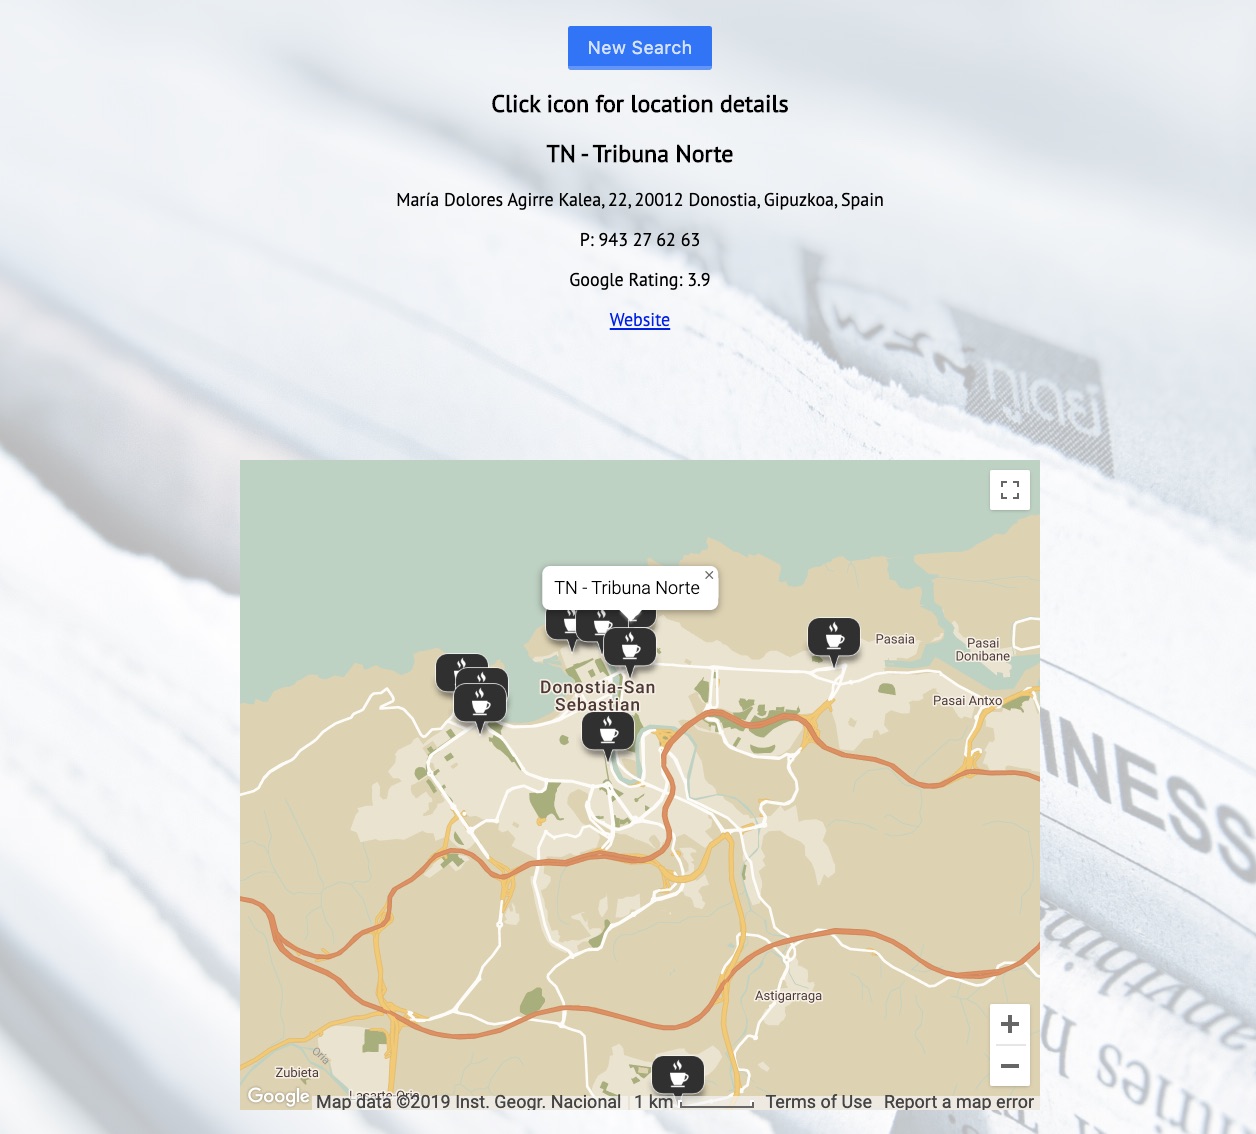 New Search
Click icon for location details
TN - Tribuna Norte
María Dolores Agirre Kalea, 22, 20012 Donostia, Gipuzkoa, Spain
P: 943 27 62 63
Google Rating: 3.9
Website
TN - Tribuna Norte
×
Pasaia
Pasai
Donibane
Donostia-San
Sebastian
Pasai Antxo
INESS
Astigarraga
Oria
Zubieta
Lasarte-Oria
Google
Map data ©2019 Inst. Geogr. Nacional
1 km
Terms of Use
Report a map error